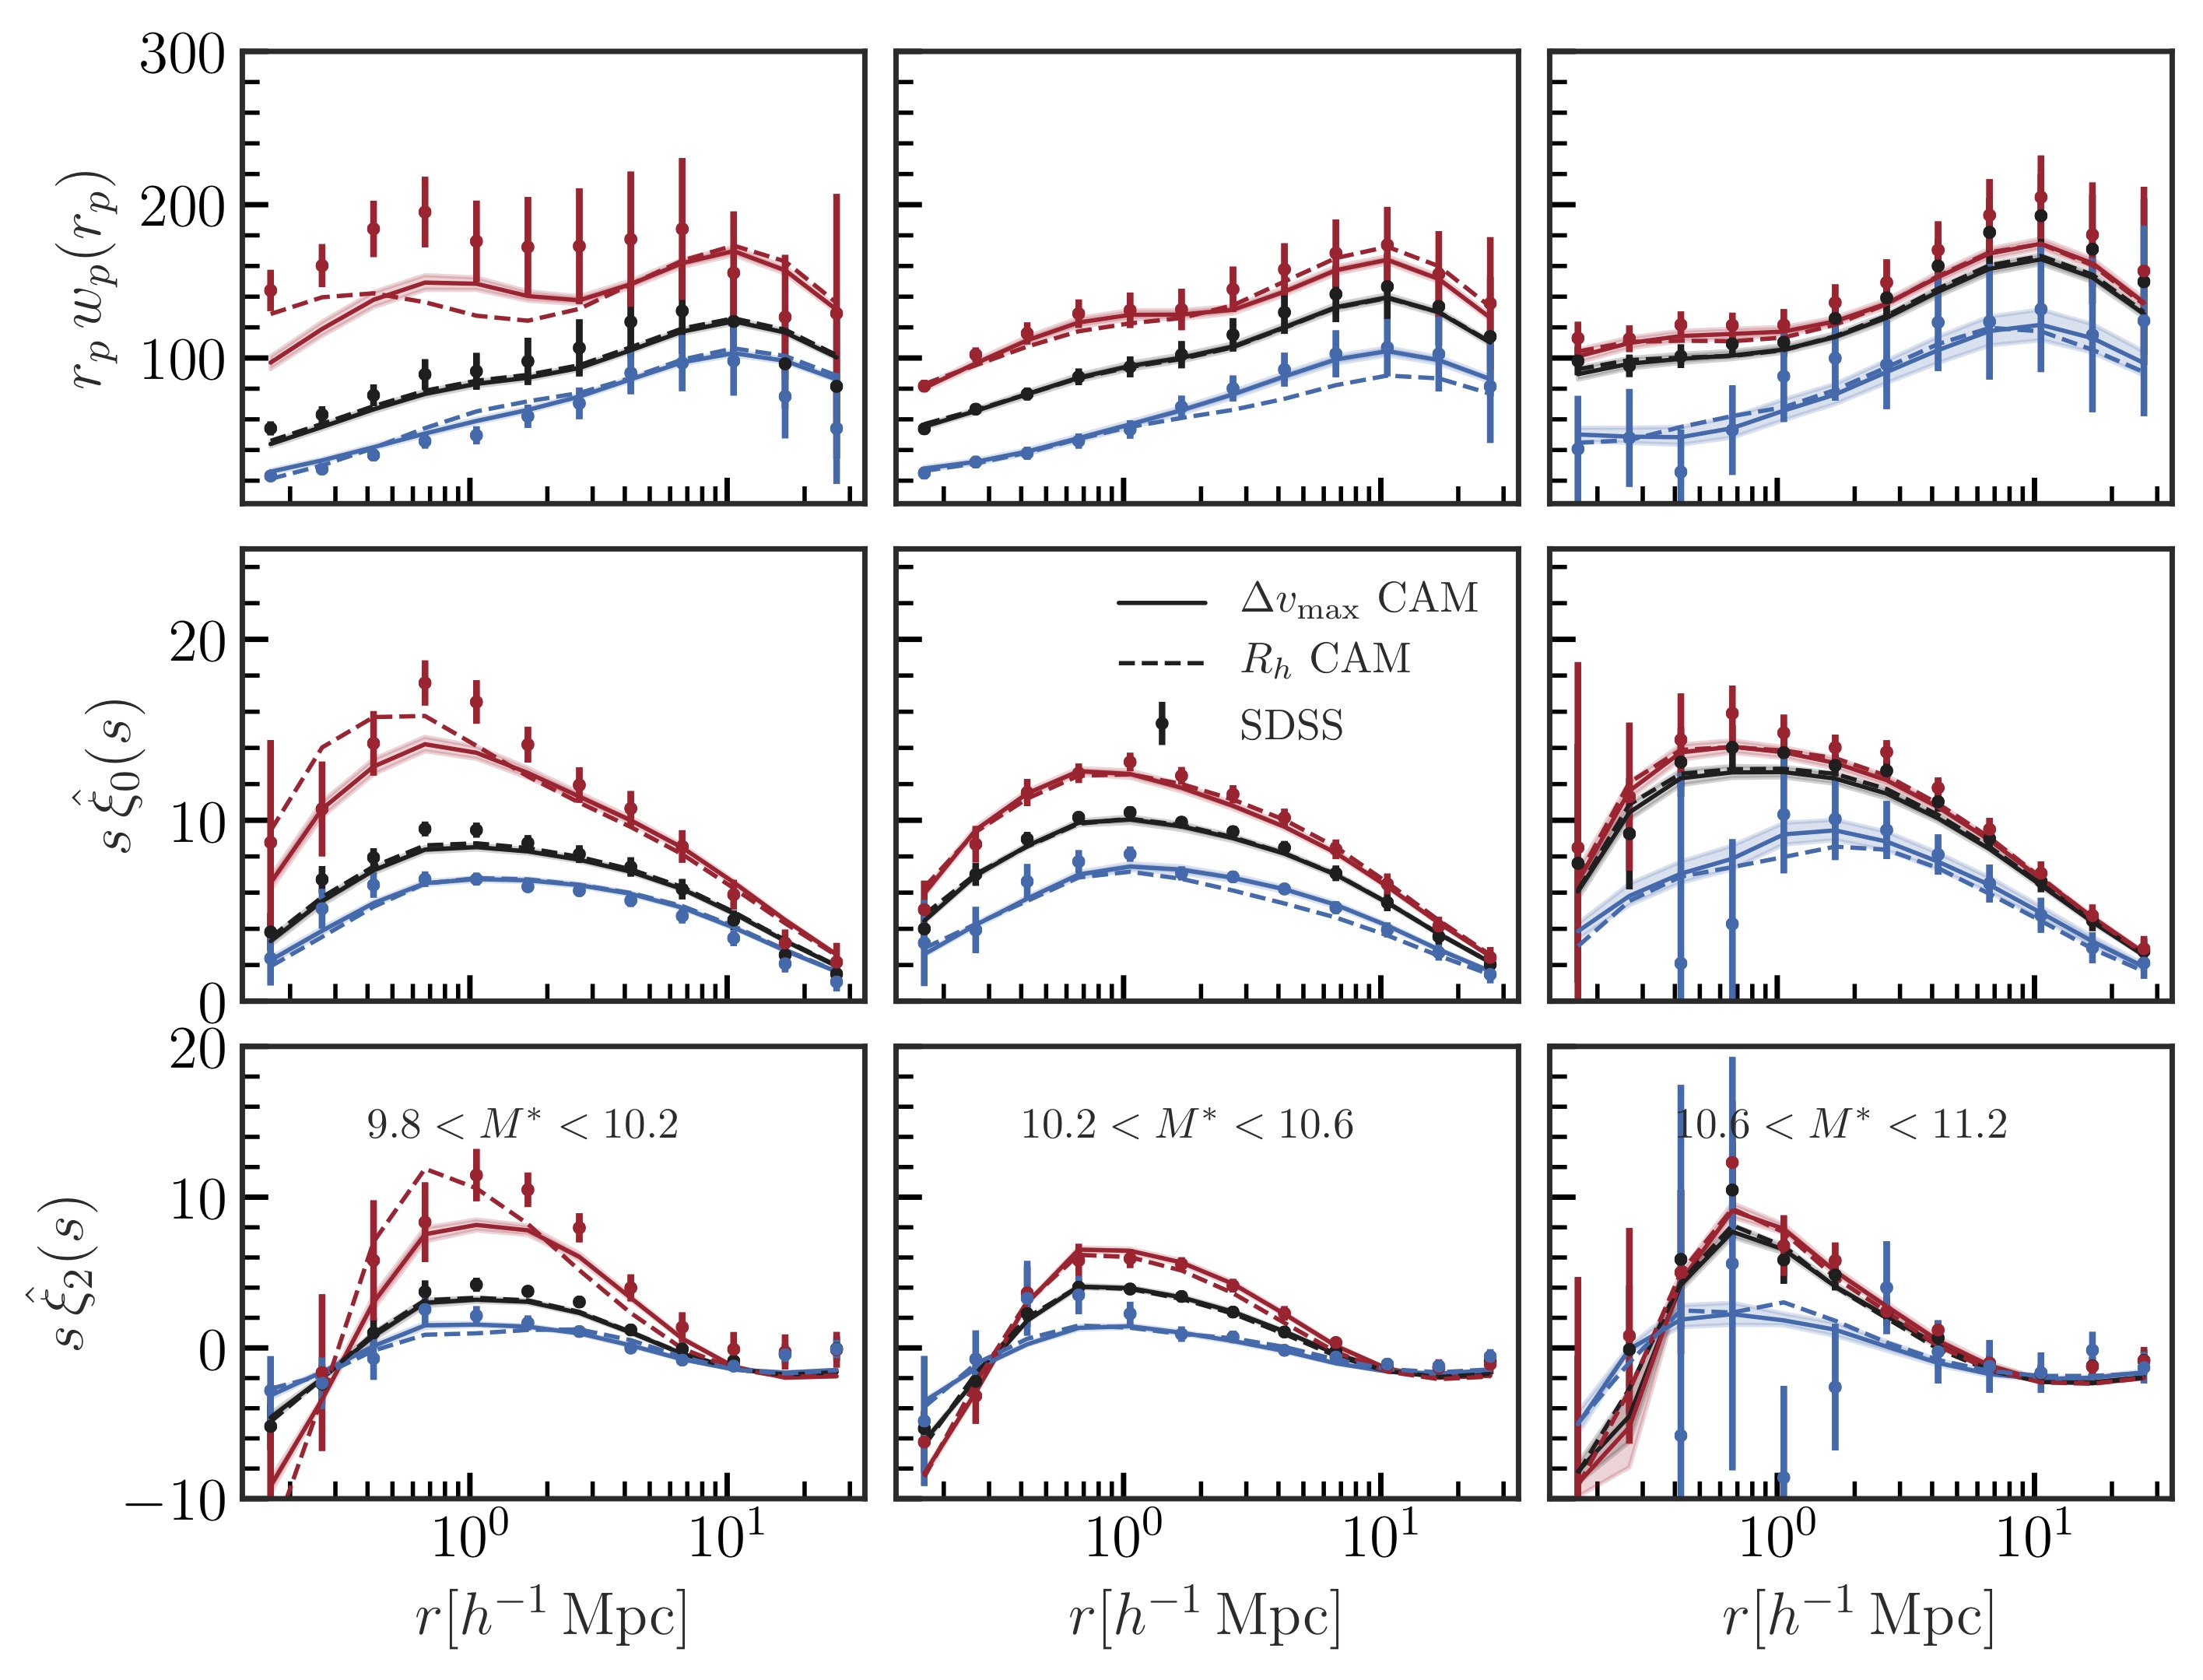 300
200
100
r_p w_p(r_p)
20
10
0
s ξ̂_0(s)
Δv_max CAM
R_h CAM
SDSS
20
10
0
−10
s ξ̂_2(s)
9.8 < M* < 10.2
10.2 < M* < 10.6
10.6 < M* < 11.2
10^0 10^1 10^0 10^1 10^0 10^1
r[h^−1 Mpc] r[h^−1 Mpc] r[h^−1 Mpc]